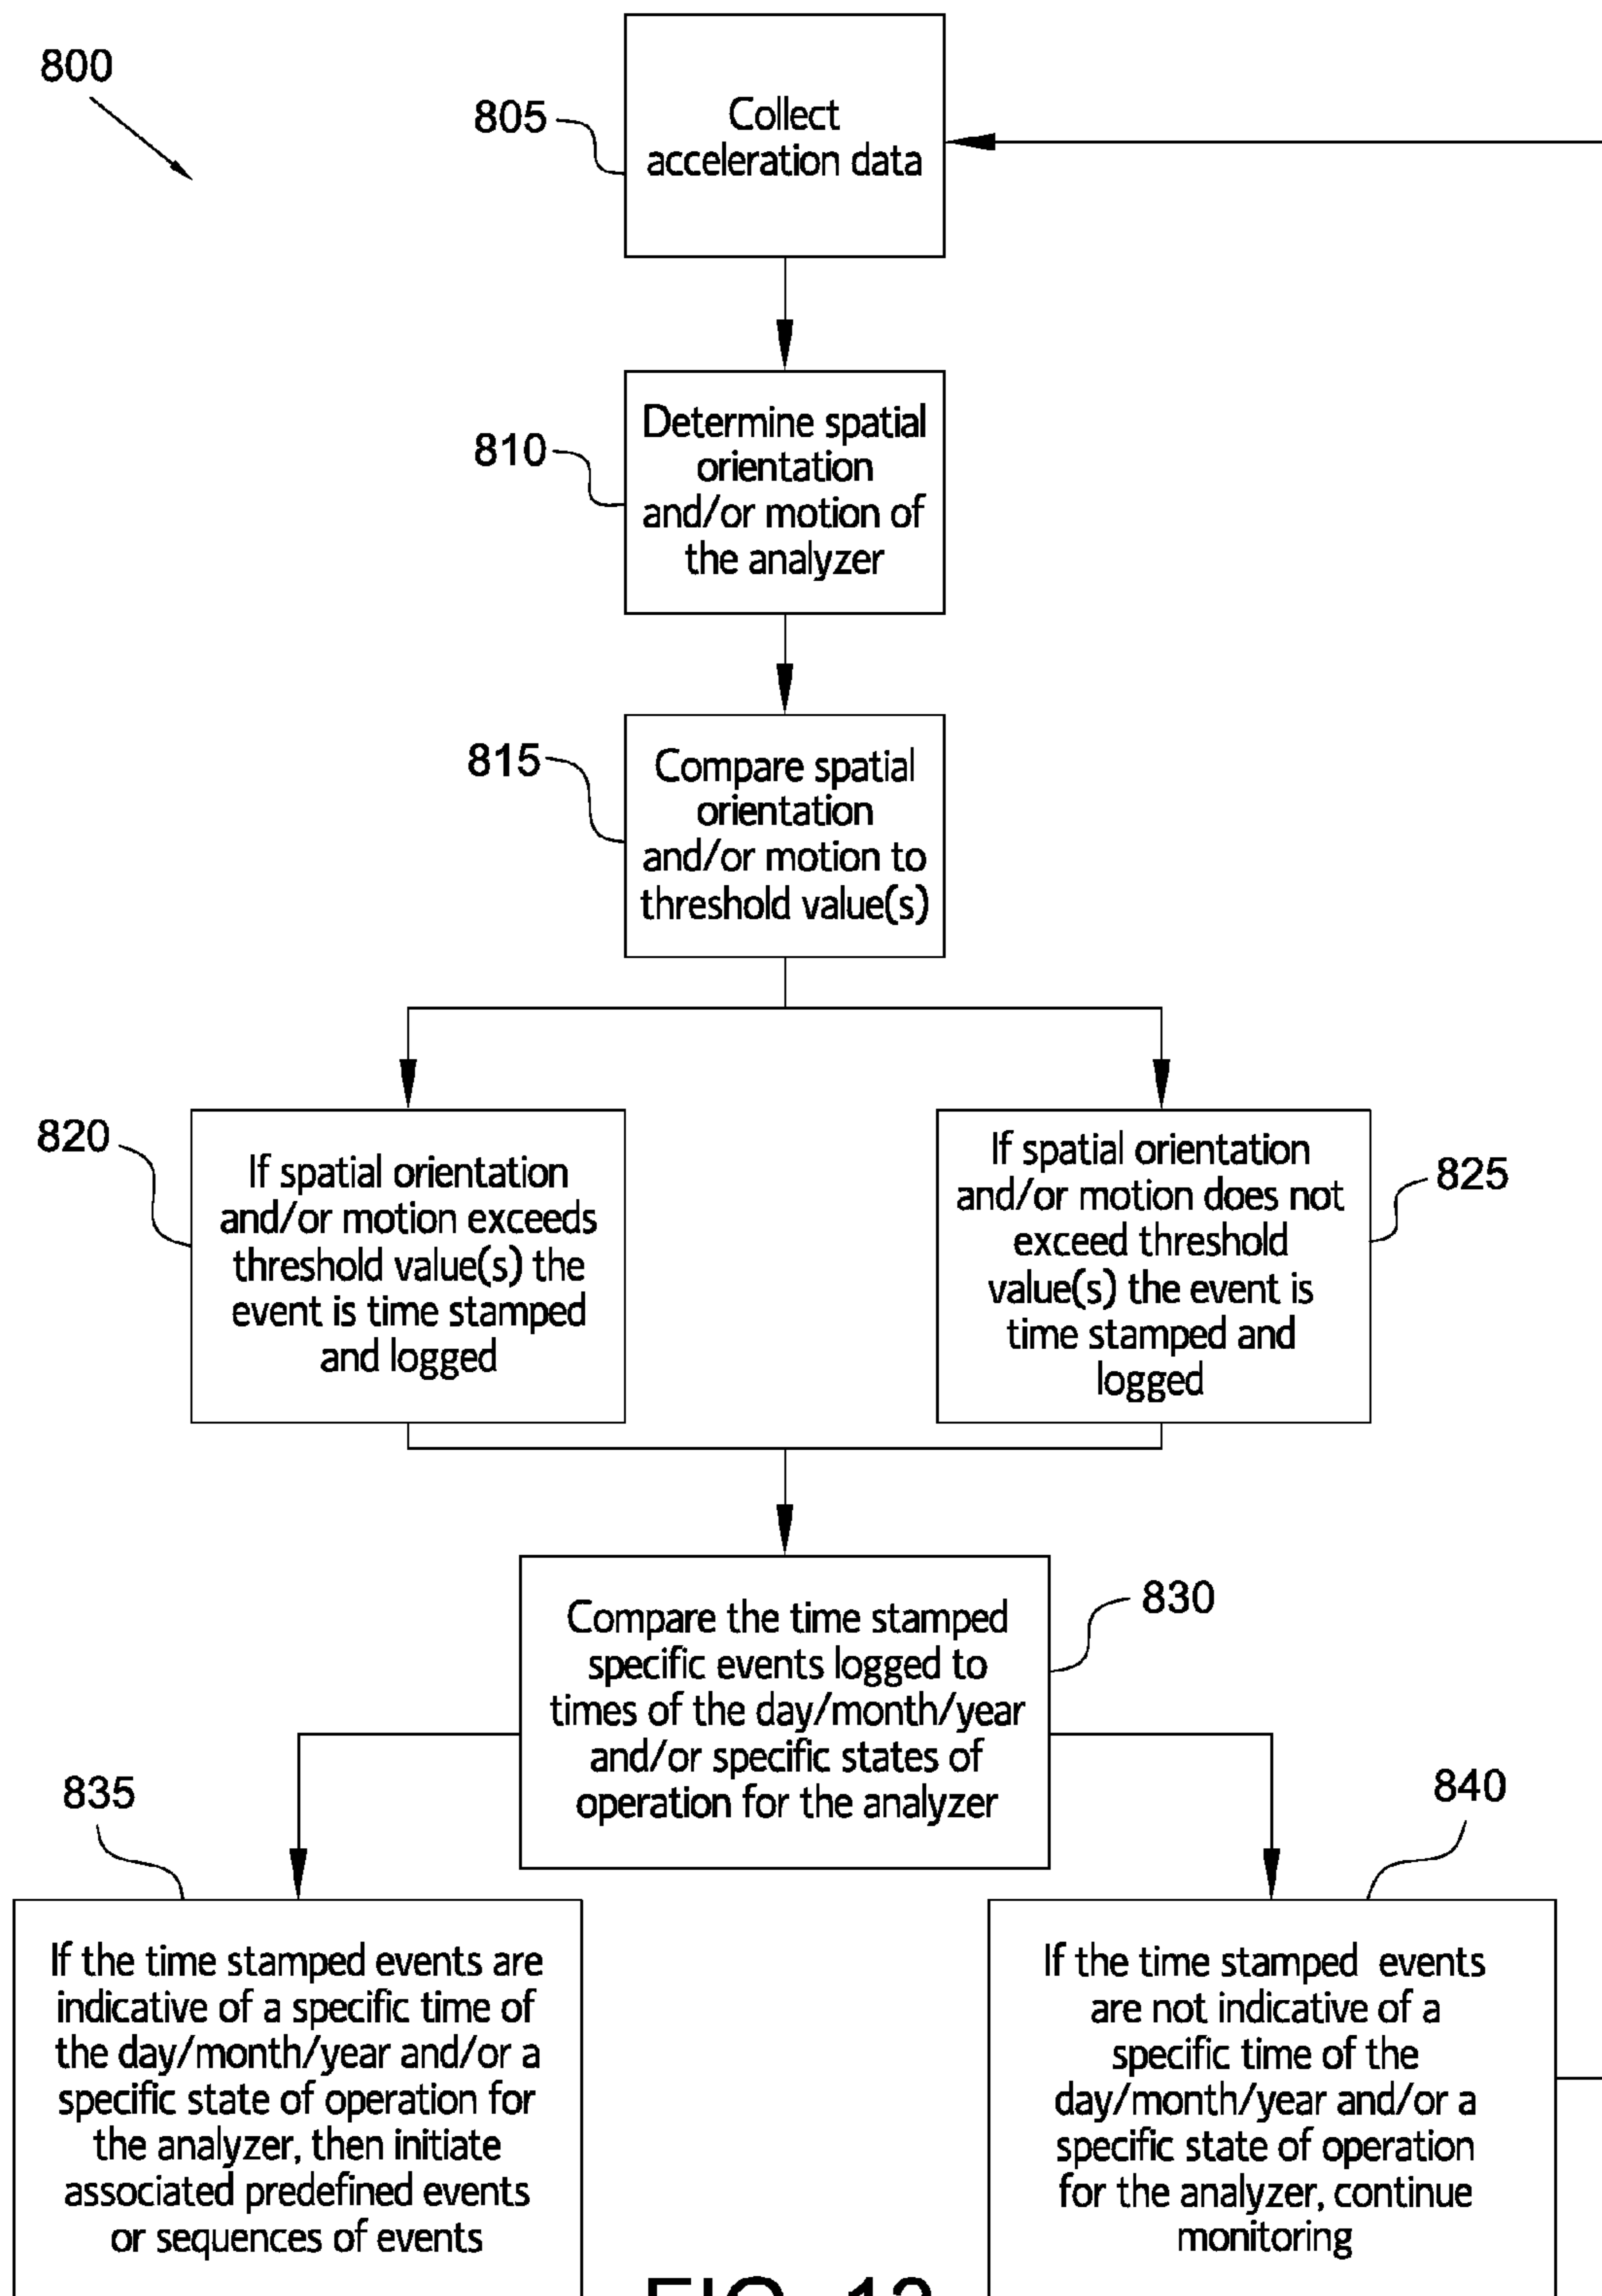 800
805
Collect
acceleration data
810
Determine spatial
orientation
and/or motion of
the analyzer
815
Compare spatial
orientation
and/or motion to
threshold value(s)
820
If spatial orientation
and/or motion exceeds
threshold value(s) the
event is time stamped
and logged
If spatial orientation
and/or motion does not
exceed threshold
value(s) the event is
time stamped and
logged
825
Compare the time stamped
specific events logged to
times of the day/month/year
and/or specific states of
operation for the analyzer
830
835
If the time stamped events are
indicative of a specific time of
the day/month/year and/or a
specific state of operation for
the analyzer, then initiate
associated predefined events
or sequences of events
840
If the time stamped events
are not indicative of a
specific time of the
day/month/year and/or a
specific state of operation
for the analyzer, continue
monitoring